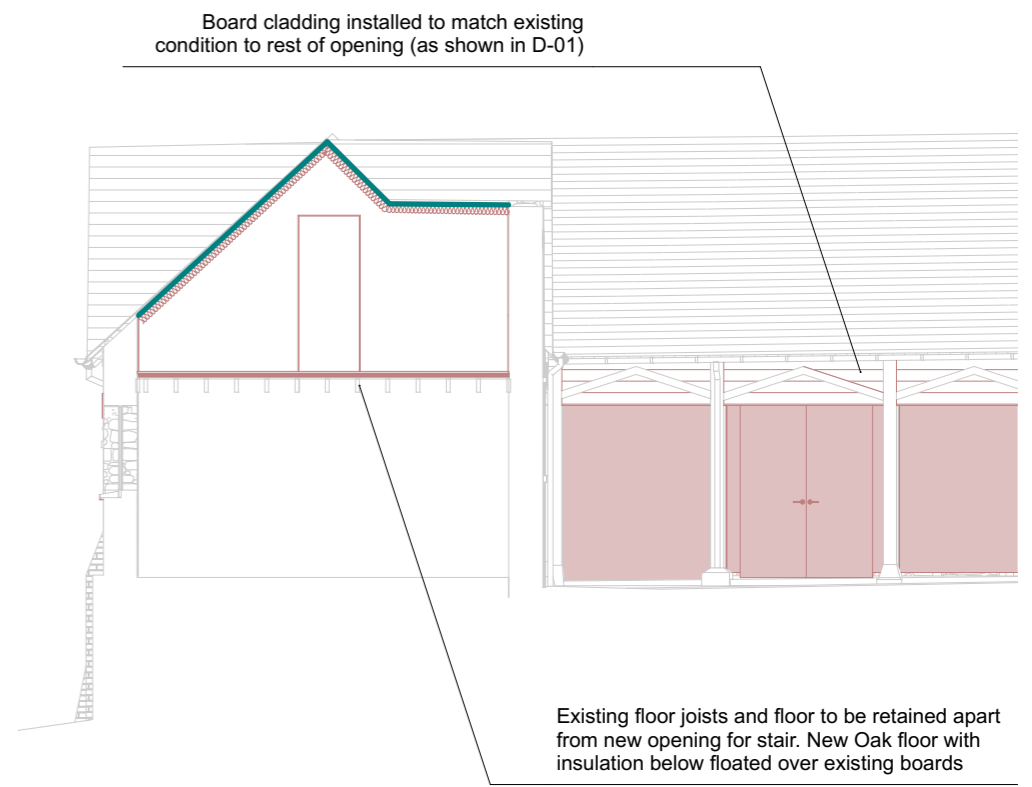 Board cladding installed to match existing
condition to rest of opening (as shown in D-01)
Existing floor joists and floor to be retained apart
from new opening for stair. New Oak floor with
insulation below floated over existing boards